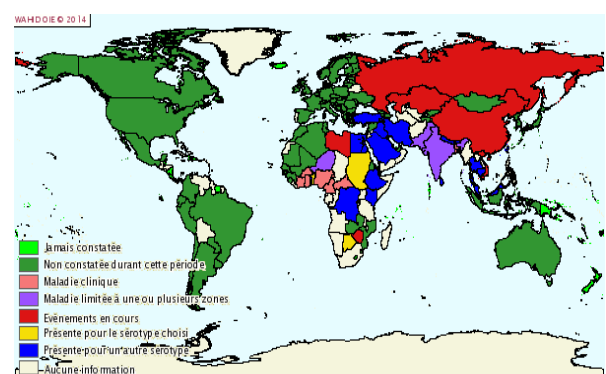 WAHID OIE © 2014
Jamais constatée
Non constatée durant cette période
Maladie clinique
Maladie limitée à une ou plusieurs zones
Evénements en cours
Présente pour le sérotype choisi
Présente pour un autre sérotype
Aucune information